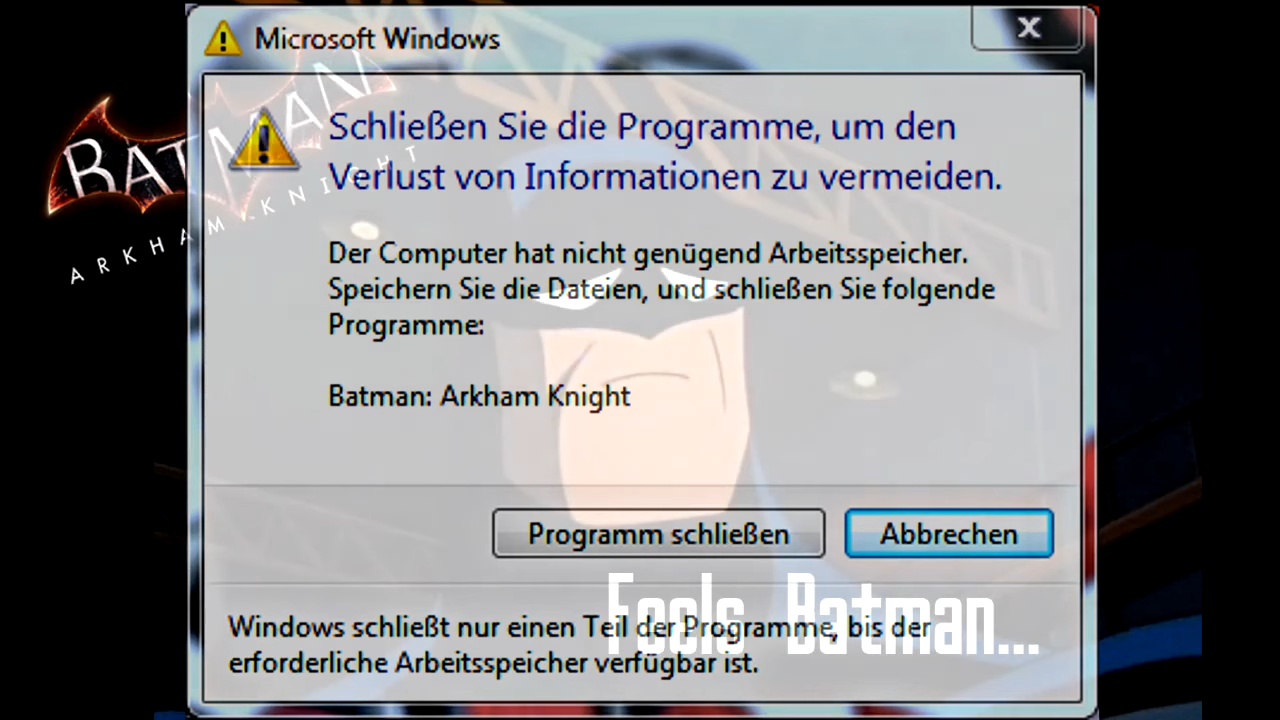 Microsoft Windows
BATMAN
ARKHAM KNIGHT
Schließen Sie die Programme, um den
Verlust von Informationen zu vermeiden.
Der Computer hat nicht genügend Arbeitsspeicher.
Speichern Sie die Dateien, und schließen Sie folgende
Programme:
Batman: Arkham Knight
Programm schließen
Abbrechen
Feels Batman...
Windows schließt nur einen Teil der Programme, bis der
erforderliche Arbeitsspeicher verfügbar ist.